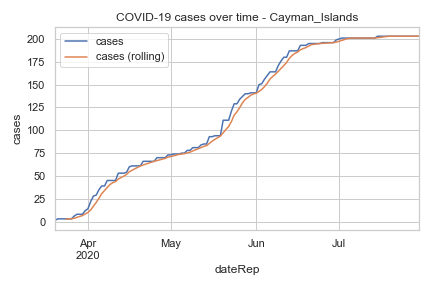 COVID-19 cases over time - Cayman_Islands
cases
cases (rolling)
200
175
150
125
100
75
50
25
0
cases
Apr
2020
May
Jun
Jul
dateRep